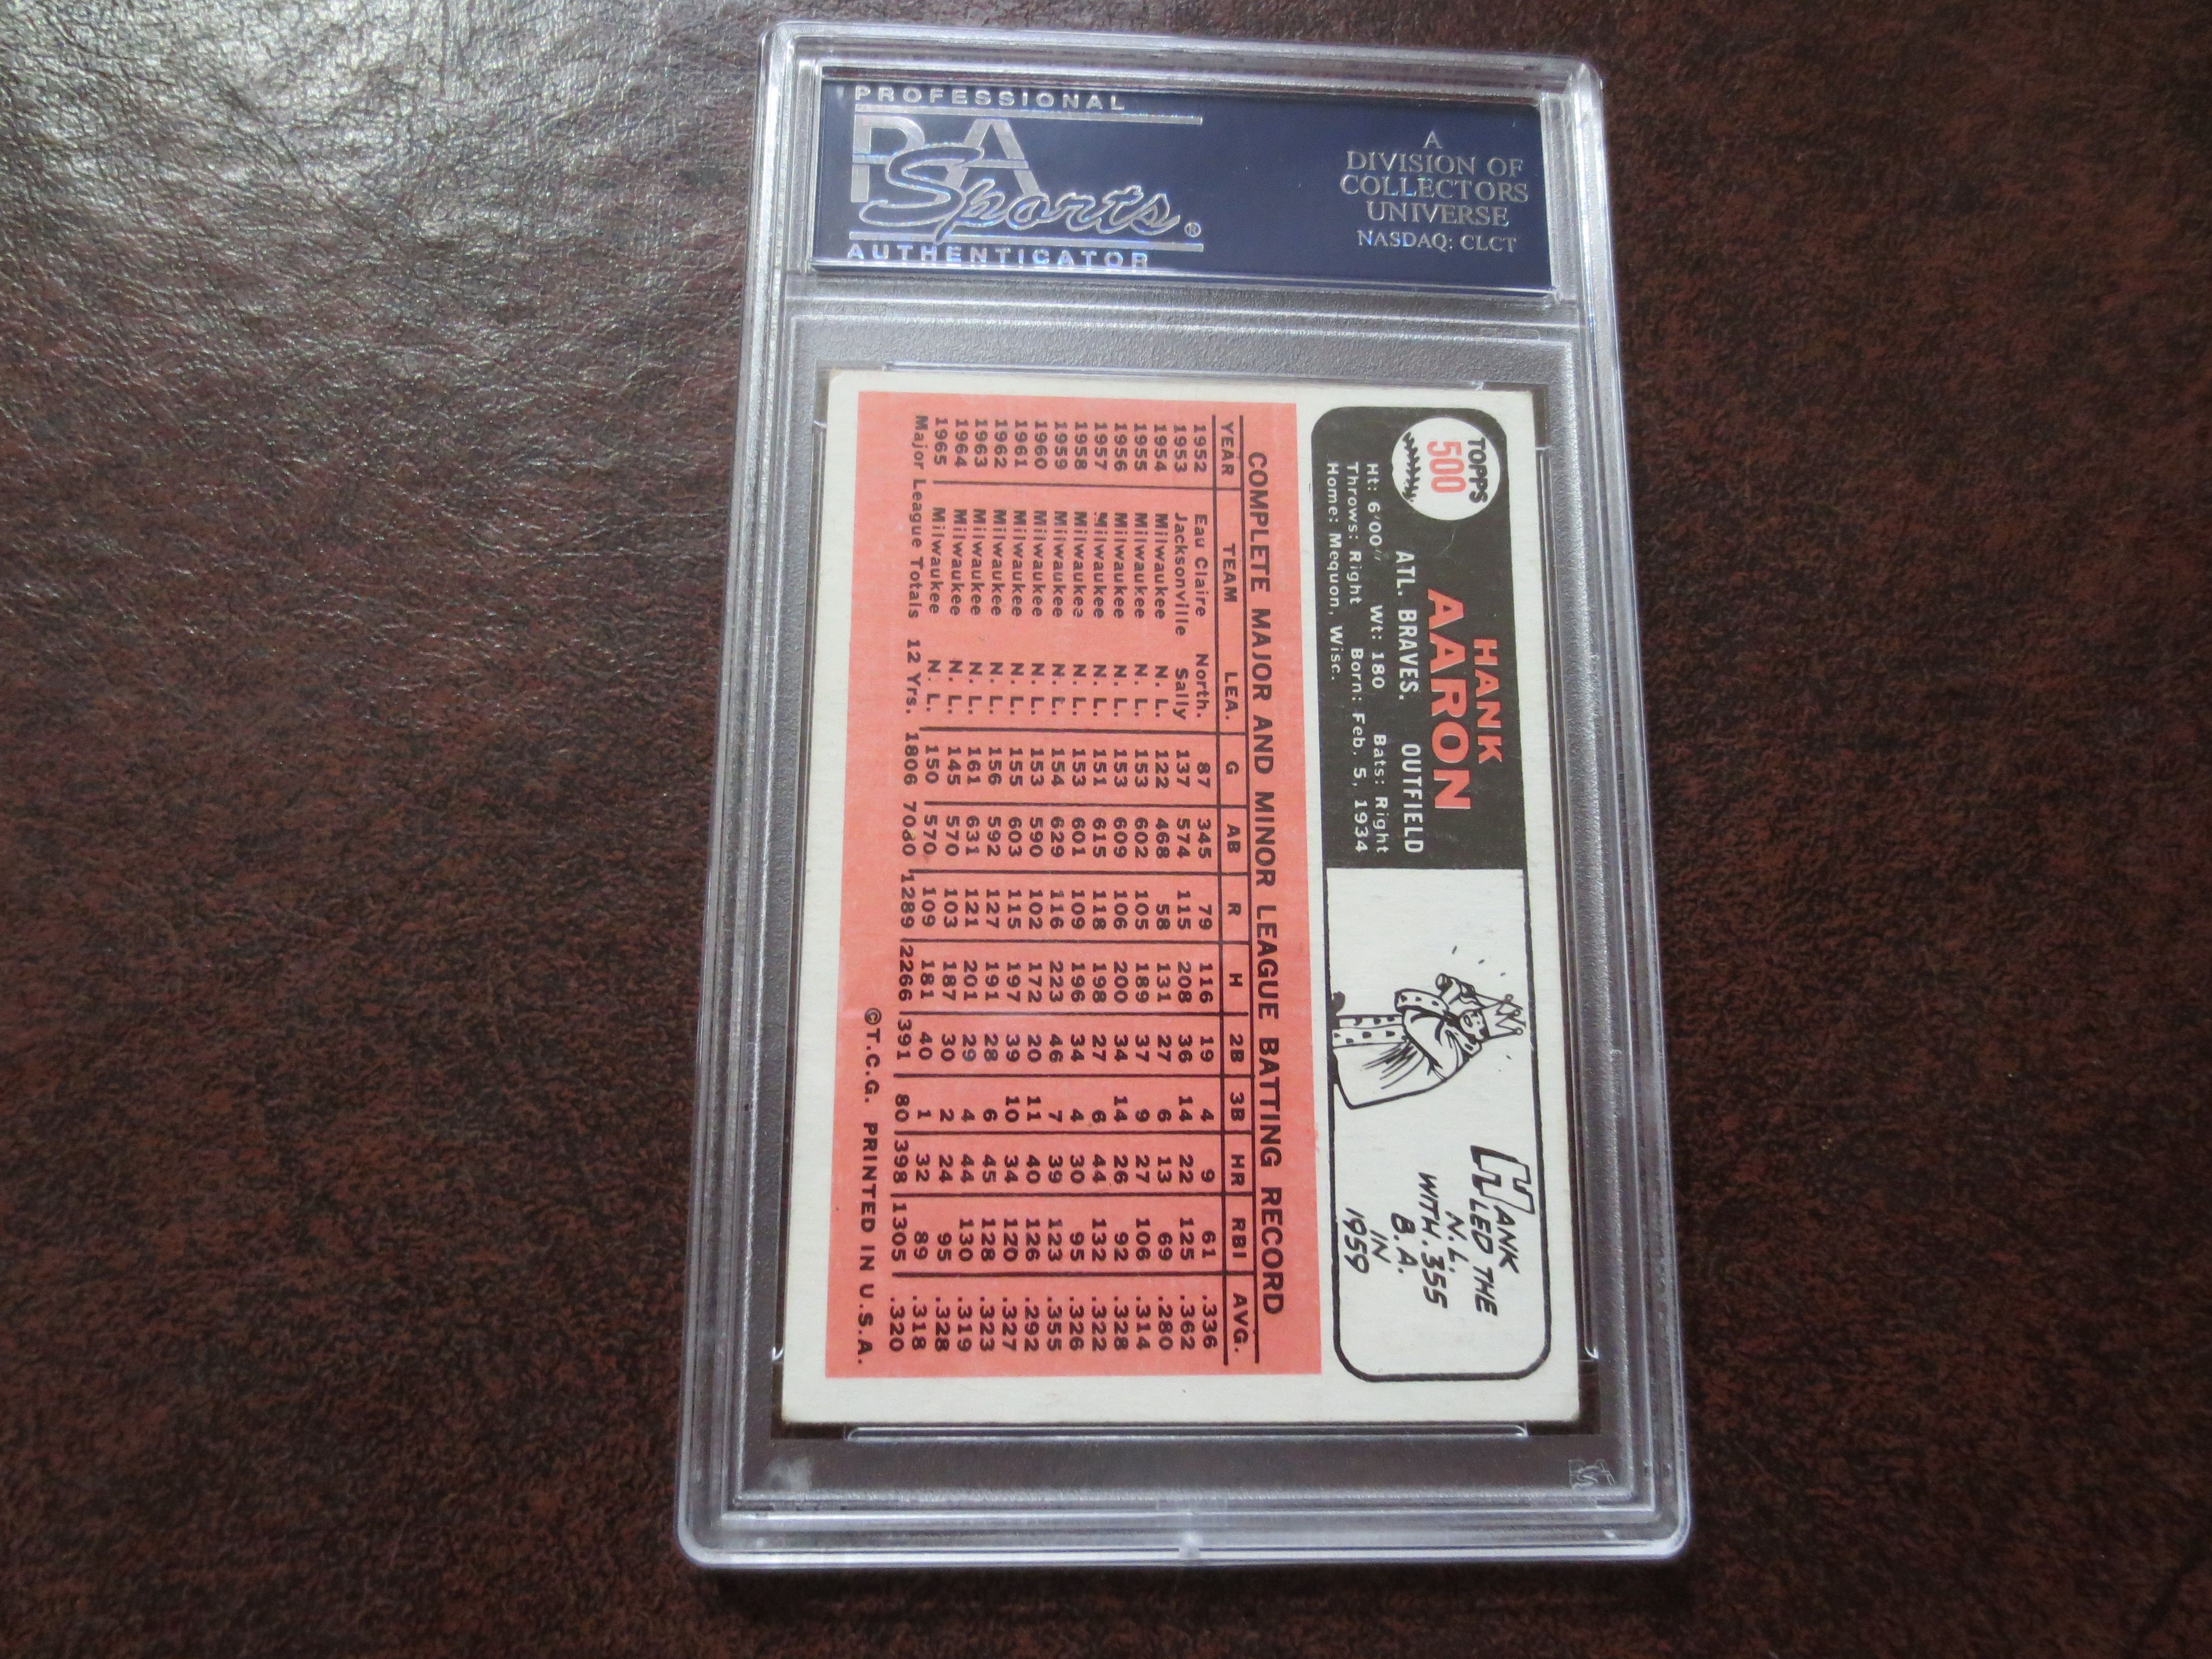 PROFESSIONAL
PSA
Sports®
AUTHENTICATOR
A
DIVISION OF
COLLECTORS
UNIVERSE
NASDAQ: CLCT
TOPPS
500
HANK
AARON
ATL. BRAVES. OUTFIELD
Ht: 6'00" Wt: 180 Bats: Right
Throws: Right Born: Feb. 5, 1934
Home: Mequon, Wisc.
HANK
LED THE
N.L.
WITH .355
B.A.
IN
1959
COMPLETE MAJOR AND MINOR LEAGUE BATTING RECORD
YEAR TEAM LEA. G AB R H 2B 3B HR RBI AVG.
1952 Eau Claire North. 87 345 79 116 19 4 9 61 .336
1953 Jacksonville Sally 137 574 115 208 36 14 22 125 .362
1954 Milwaukee N. L. 122 468 58 131 27 6 13 69 .280
1955 Milwaukee N. L. 153 602 105 189 37 9 27 106 .314
1956 Milwaukee N. L. 153 609 106 200 34 14 26 92 .328
1957 Milwaukee N. L. 151 615 118 198 27 6 44 132 .322
1958 Milwaukee N. L. 153 601 109 196 34 4 30 95 .326
1959 Milwaukee N. L. 154 629 116 223 46 7 39 123 .355
1960 Milwaukee N. L. 153 590 102 172 20 11 40 126 .292
1961 Milwaukee N. L. 155 603 115 197 39 10 34 120 .327
1962 Milwaukee N. L. 156 592 127 191 28 6 45 128 .323
1963 Milwaukee N. L. 161 631 121 201 29 4 44 130 .319
1964 Milwaukee N. L. 145 570 103 187 30 2 24 95 .328
1965 Milwaukee N. L. 150 570 109 181 40 1 32 89 .318
Major League Totals 12 Yrs. 1806 7080 1289 2266 391 80 398 1305 .320
©T.C.G. PRINTED IN U.S.A.